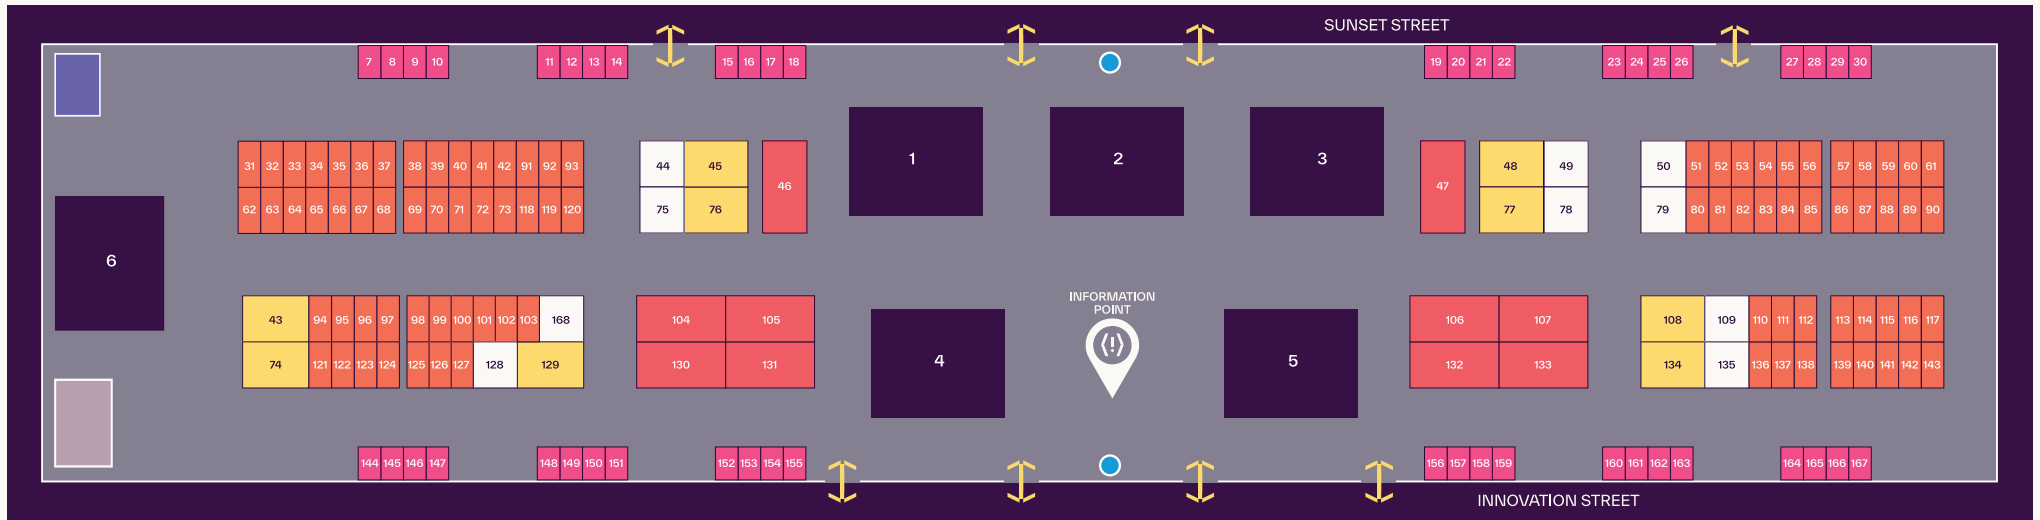 SUNSET STREET
7 8 9 10 11 12 13 14 15 16 17 18 19 20 21 22 23 24 25 26 27 28 29 30
1 2 3
31 32 33 34 35 36 37 38 39 40 41 42 91 92 93 44 45 46 47 48 49 50 51 52 53 54 55 56 57 58 59 60 61
62 63 64 65 66 67 68 69 70 71 72 73 118 119 120 75 76 77 78 79 80 81 82 83 84 85 86 87 88 89 90
6
INFORMATION
POINT
43 94 95 96 97 98 99 100 101 102 103 168 104 105 106 107 108 109 110 111 112 113 114 115 116 117
(!)
4 5
74 121 122 123 124 125 126 127 128 129 130 131 132 133 134 135 136 137 138 139 140 141 142 143
144 145 146 147 148 149 150 151 152 153 154 155 156 157 158 159 160 161 162 163 164 165 166 167
INNOVATION STREET